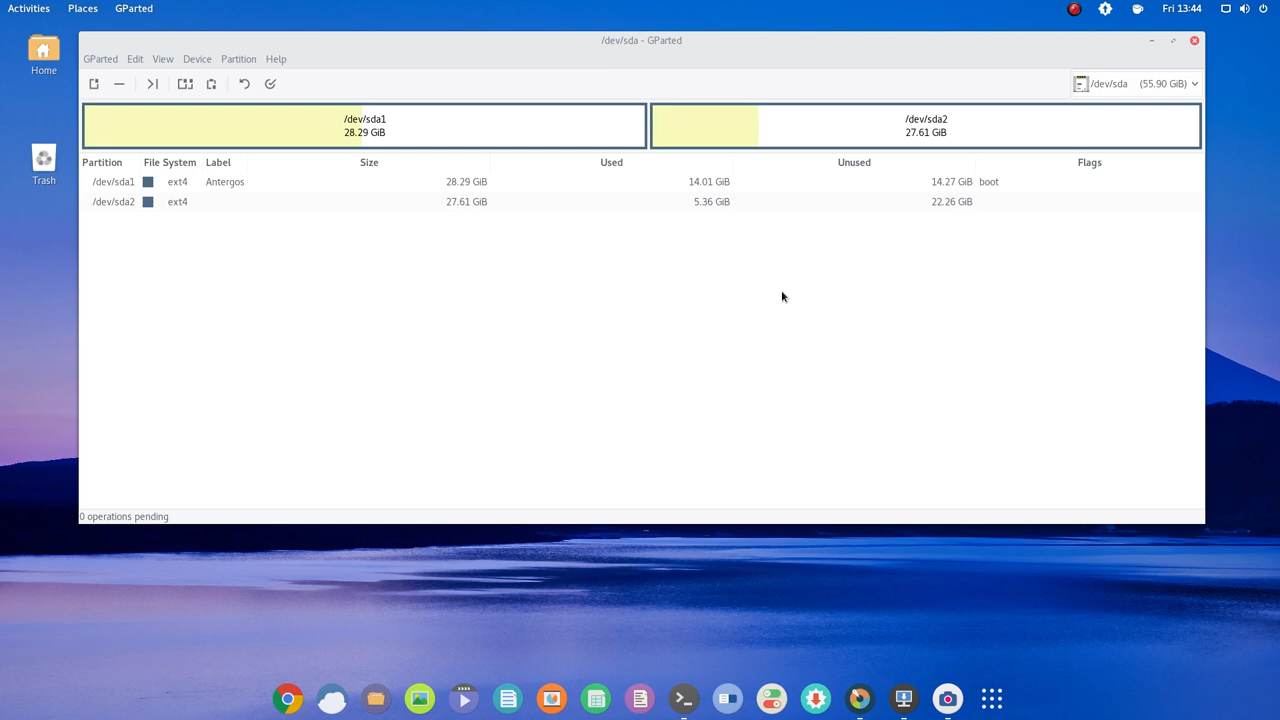 Activities Places GParted Fri 13:44
/dev/sda - GParted
Home
GParted Edit View Device Partition Help
/dev/sda (55.90 GiB)
/dev/sda1
28.29 GiB
/dev/sda2
27.61 GiB
Partition File System Label Size Used Unused Flags
/dev/sda1 ext4 Antergos 28.29 GiB 14.01 GiB 14.27 GiB boot
/dev/sda2 ext4 27.61 GiB 5.36 GiB 22.26 GiB
Trash
0 operations pending